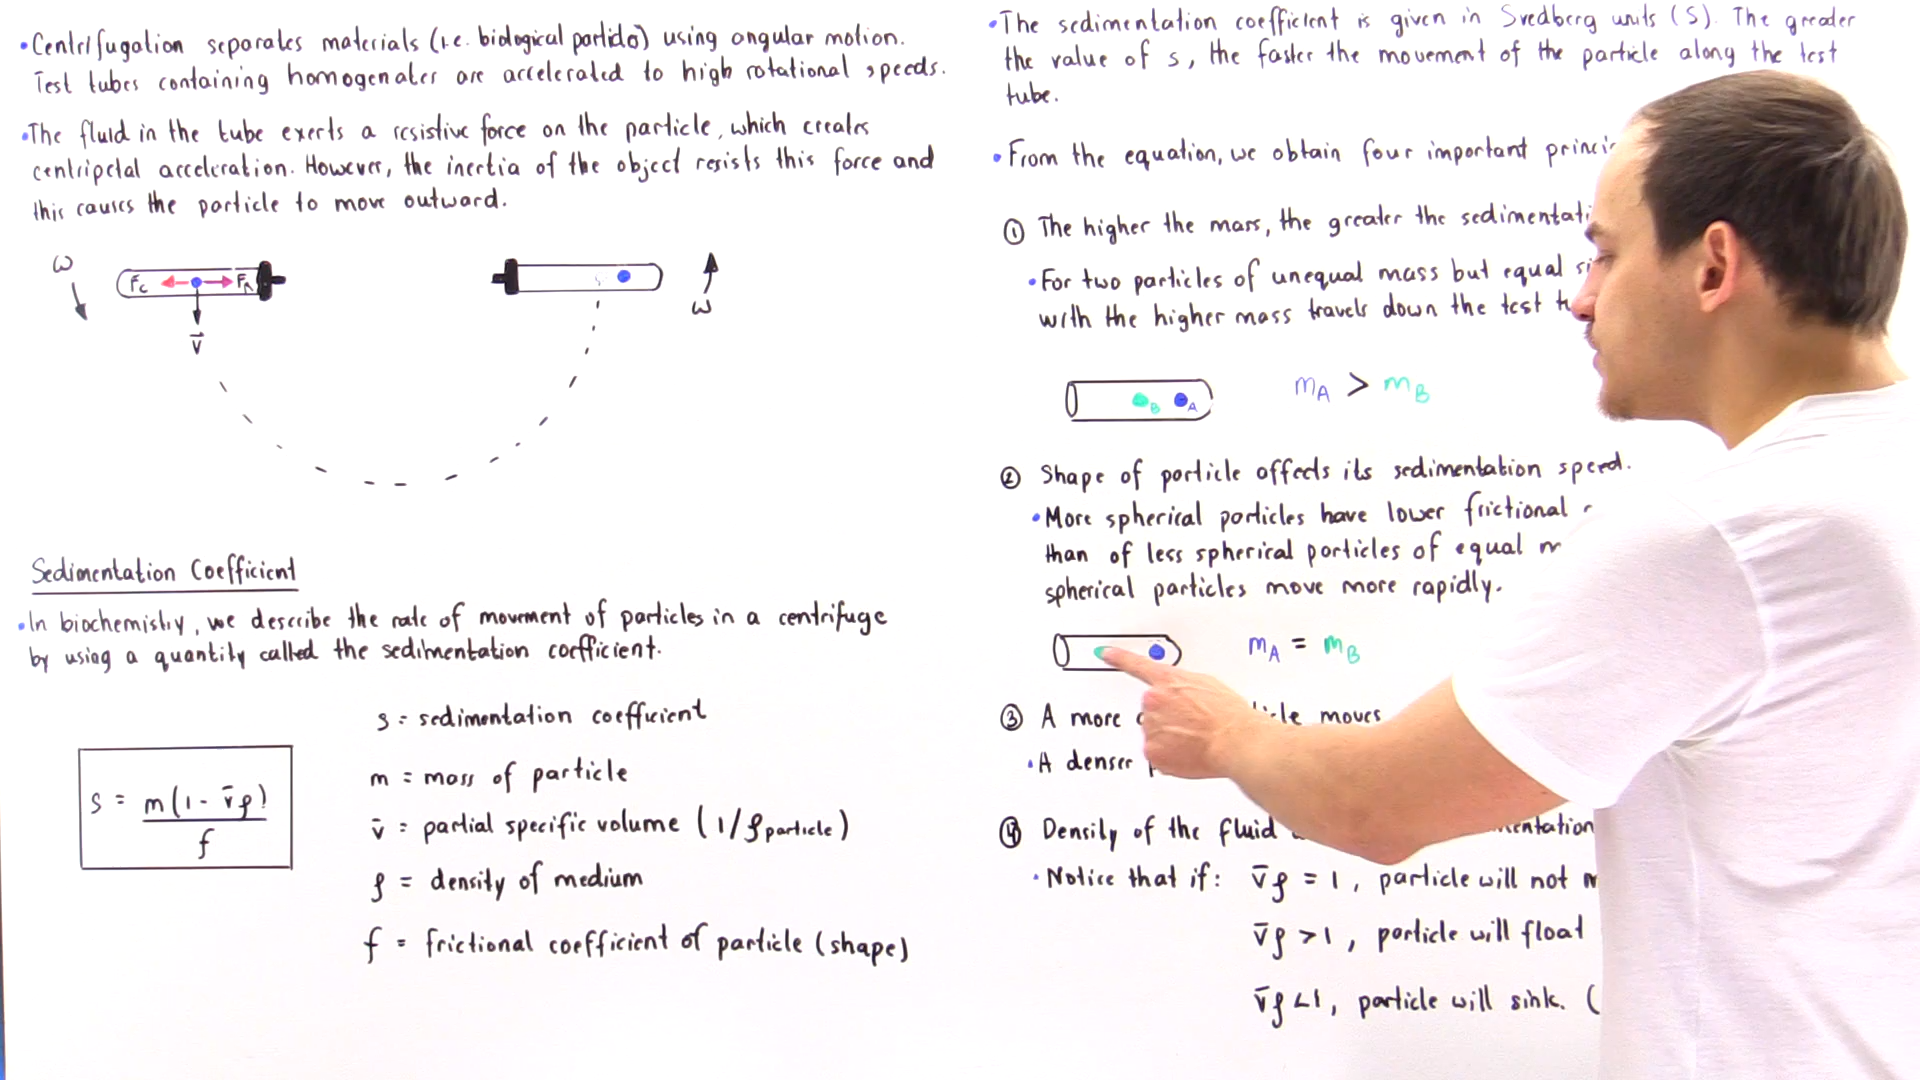 •Centrifugation separates materials (i.e. biological particles) using angular motion.
Test tubes containing homogenates are accelerated to high rotational speeds.
•The fluid in the tube exerts a resistive force on the particle, which creates
centripetal acceleration. However, the inertia of the object resists this force and
this causes the particle to move outward.
ω
Fc
FR
v⃗
ω
Sedimentation Coefficient
•In biochemistry, we describe the rate of movement of particles in a centrifuge
by using a quantity called the sedimentation coefficient.
s = m(1 - v̄ρ) / f
s = sedimentation coefficient
m = mass of particle
v̄ = partial specific volume (1/ρparticle)
ρ = density of medium
f = frictional coefficient of particle (shape)
•The sedimentation coefficient is given in Svedberg units (S). The greater
the value of s, the faster the movement of the particle along the test
tube.
•From the equation, we obtain four important princi
① The higher the mass, the greater the sedimentati
•For two particles of unequal mass but equal si
with the higher mass travels down the test tu
B A
mA > mB
② Shape of particle affects its sedimentation speed.
•More spherical particles have lower frictional
than of less spherical particles of equal m
spherical particles move more rapidly.
mA = mB
③ A more moves
•A denser
④ Density of the fluid
•Notice that if: v̄ρ = 1, particle will not
v̄ρ > 1, particle will float
v̄ρ < 1, particle will sink. (